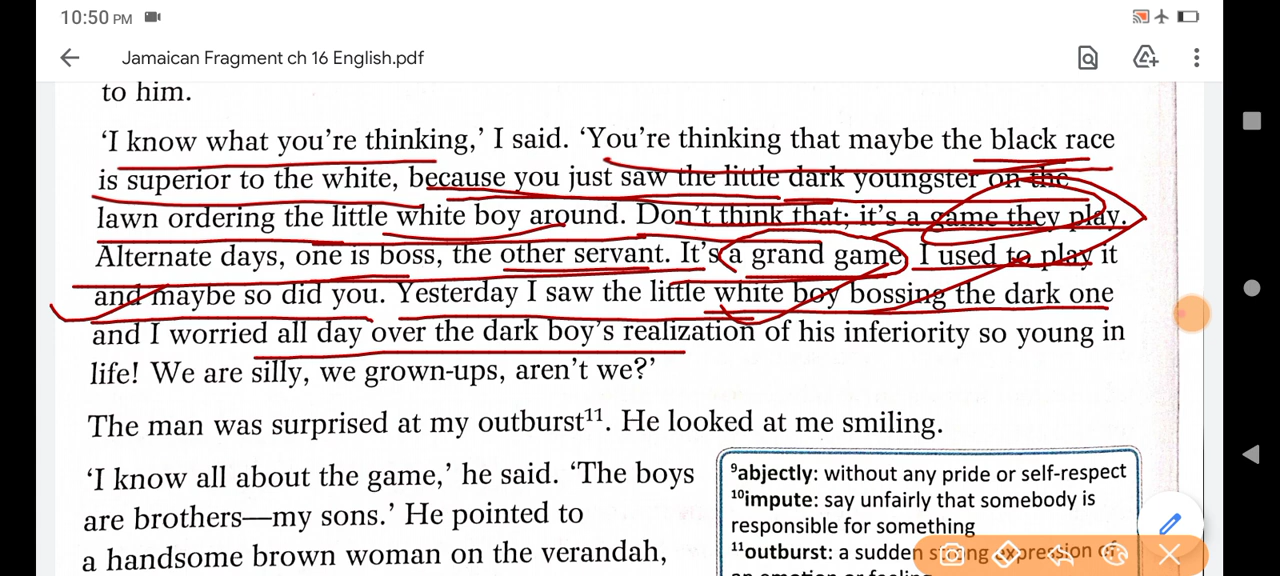 10:50 PM
Jamaican Fragment ch 16 English.pdf
to him.
‘I know what you’re thinking,’ I said. ‘You’re thinking that maybe the black race
is superior to the white, because you just saw the little dark youngster on the
lawn ordering the little white boy around. Don’t think that; it’s a game they play.
Alternate days, one is boss, the other servant. It’s a grand game. I used to play it
and maybe so did you. Yesterday I saw the little white boy bossing the dark one
and I worried all day over the dark boy’s realization of his inferiority so young in
life! We are silly, we grown-ups, aren’t we?’
The man was surprised at my outburst¹¹. He looked at me smiling.
‘I know all about the game,’ he said. ‘The boys
are brothers—my sons.’ He pointed to
a handsome brown woman on the verandah,
⁹abjectly: without any pride or self-respect
¹⁰impute: say unfairly that somebody is
responsible for something
¹¹outburst: a sudden strong expression of
an emotion or feeling